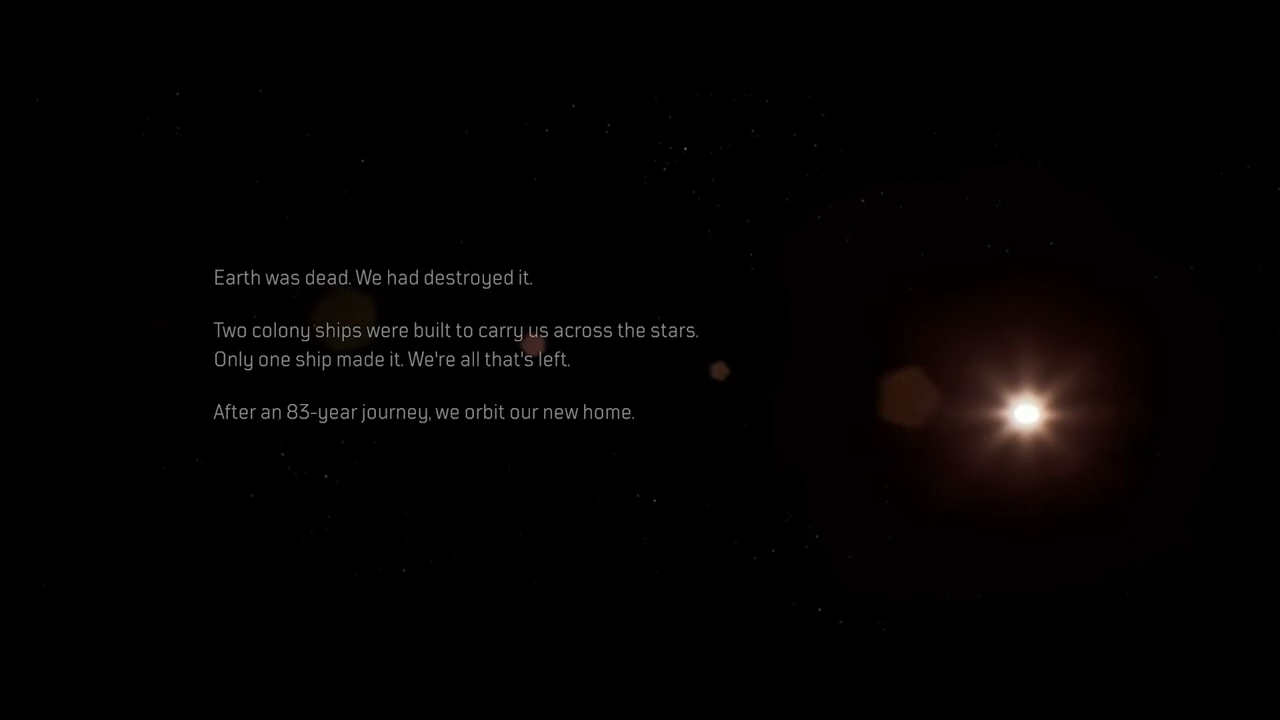 Earth was dead. We had destroyed it.
Two colony ships were built to carry us across the stars.
Only one ship made it. We're all that's left.
After an 83-year journey, we orbit our new home.